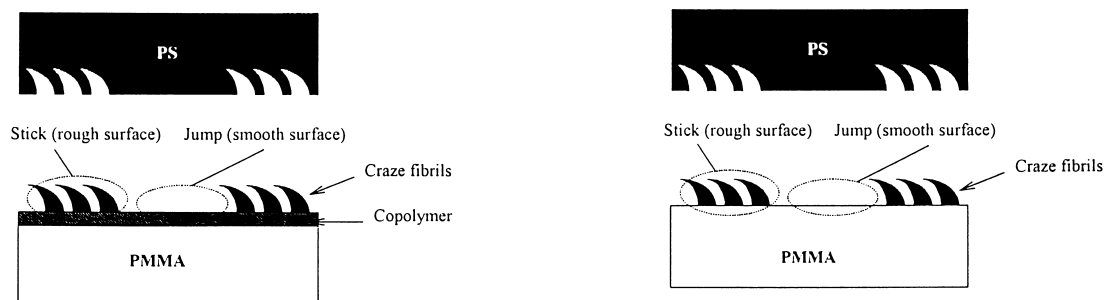 PS
Stick (rough surface) Jump (smooth surface)
Craze fibrils
Copolymer
PMMA
PS
Stick (rough surface) Jump (smooth surface)
Craze fibrils
PMMA